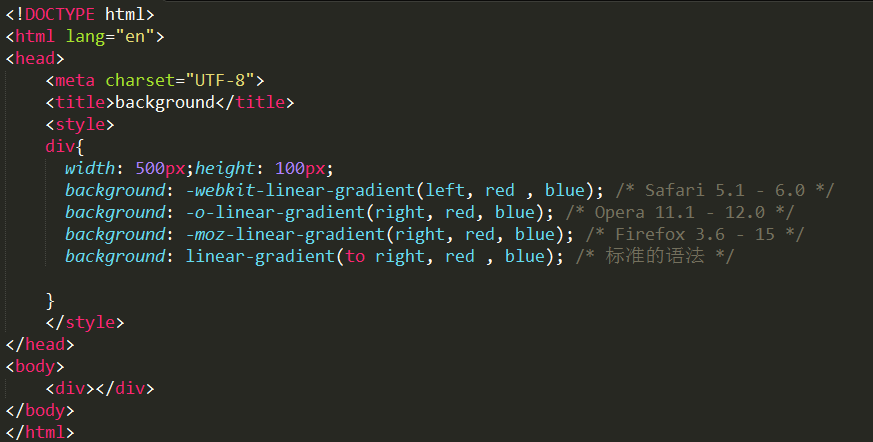 <!DOCTYPE html>
<html lang="en">
<head>
    <meta charset="UTF-8">
    <title>background</title>
    <style>
    div{
      width: 500px;height: 100px;
      background: -webkit-linear-gradient(left, red , blue); /* Safari 5.1 - 6.0 */
      background: -o-linear-gradient(right, red, blue); /* Opera 11.1 - 12.0 */
      background: -moz-linear-gradient(right, red, blue); /* Firefox 3.6 - 15 */
      background: linear-gradient(to right, red , blue); /* 标准的语法 */

    }
    </style>
</head>
<body>
    <div></div>
</body>
</html>